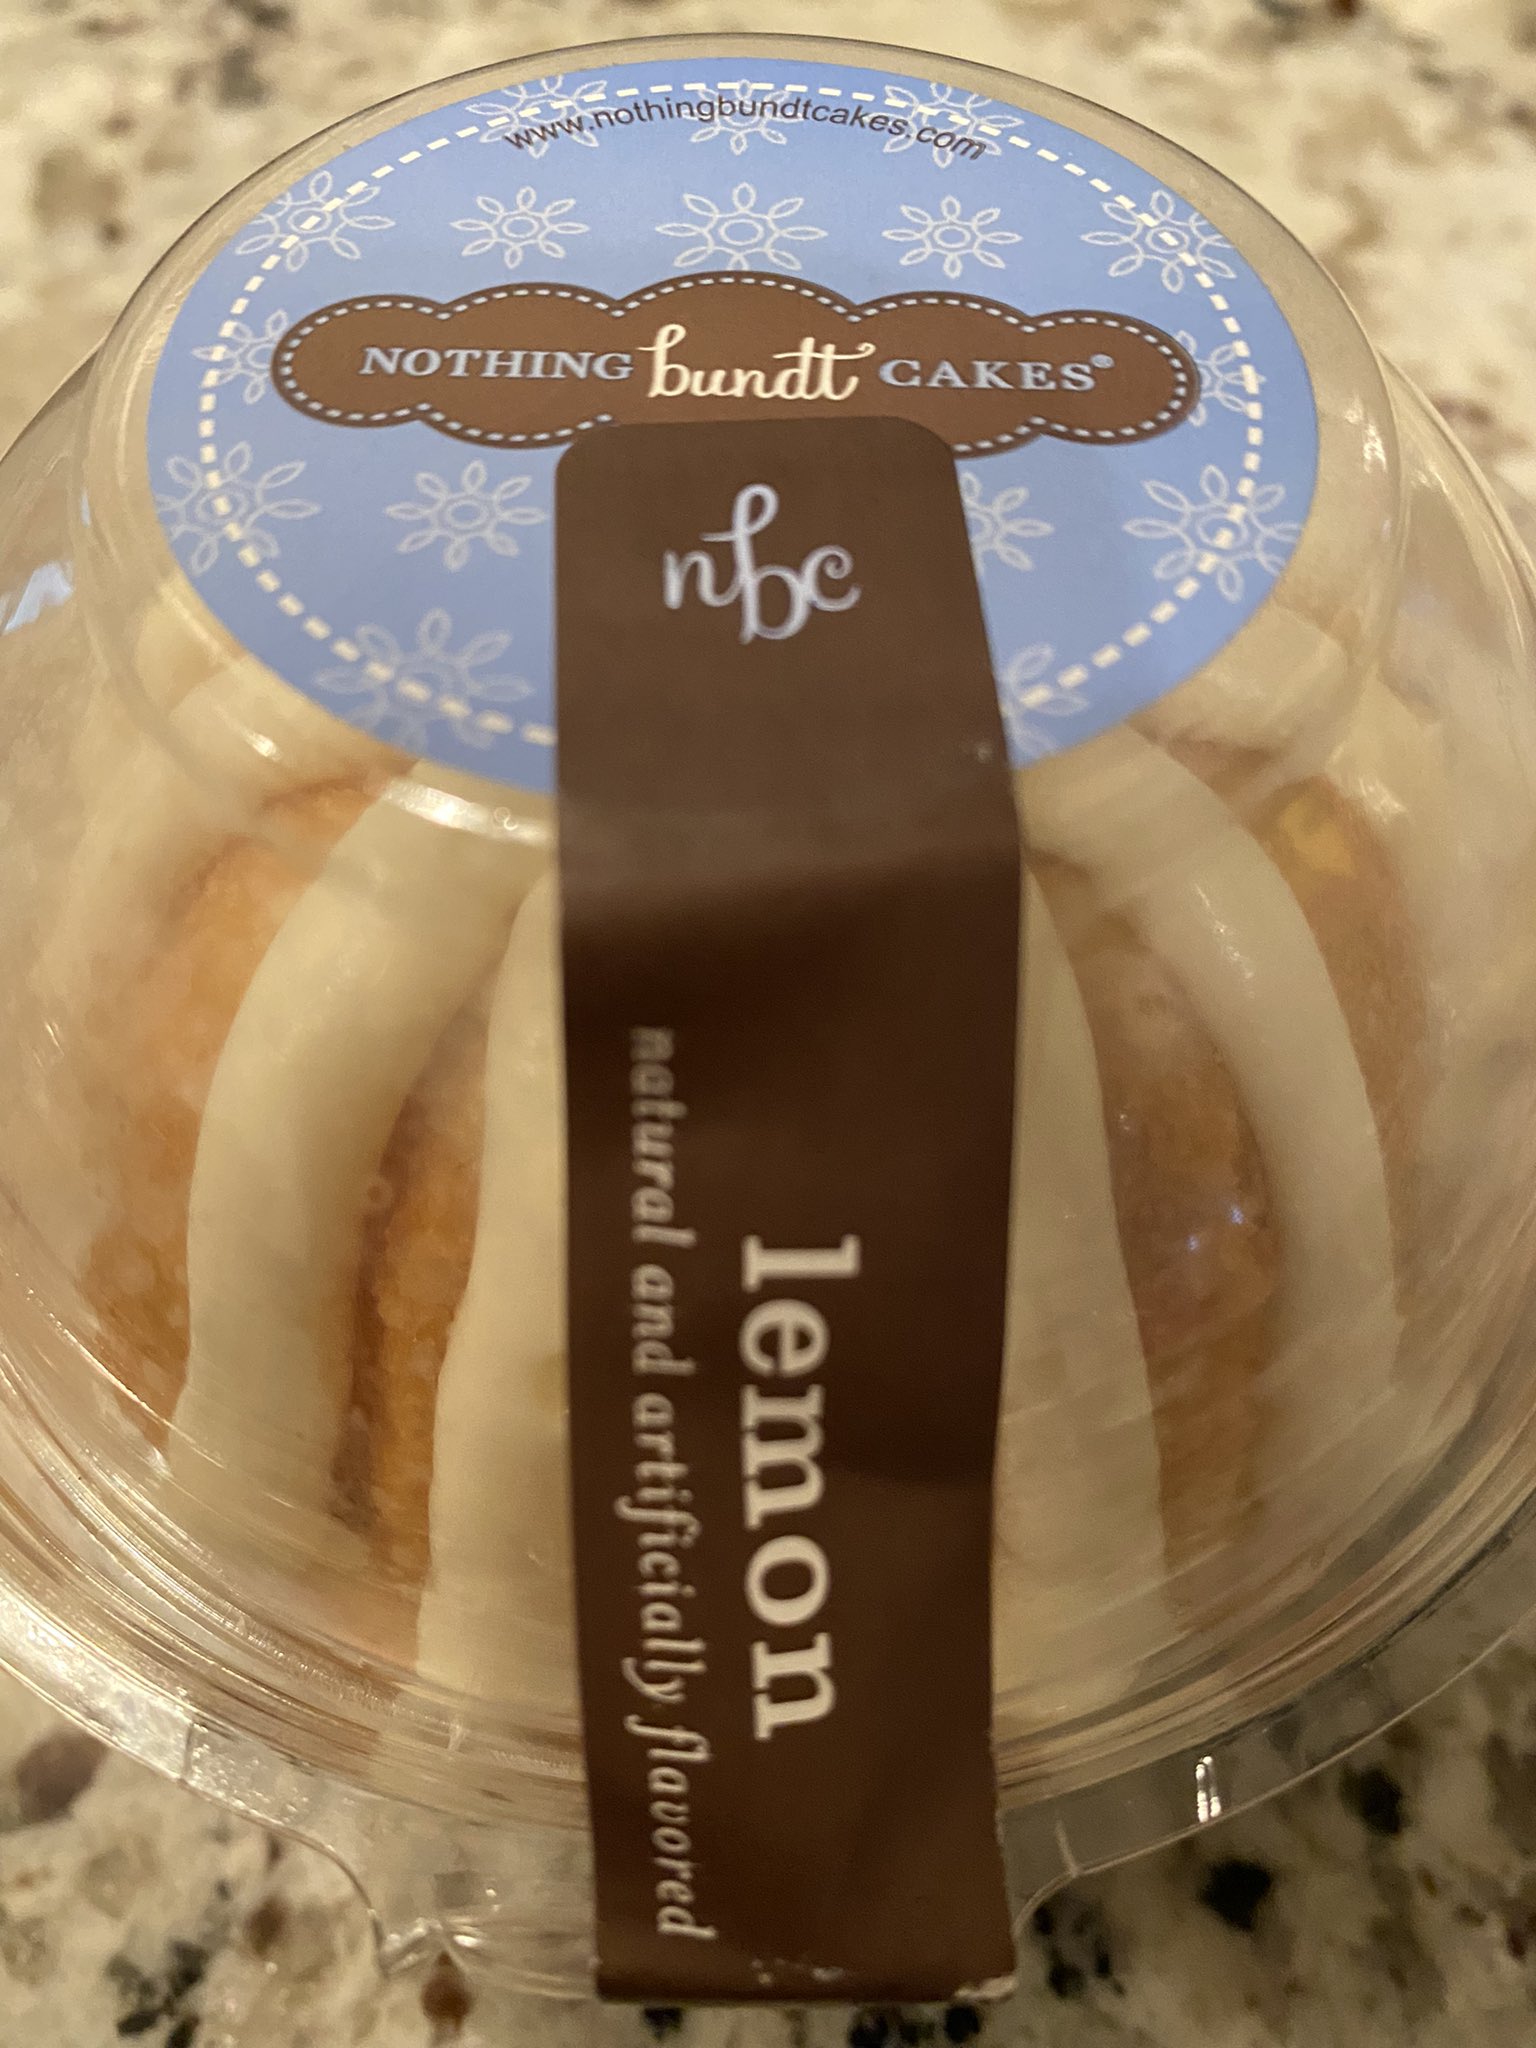 www.nothingbundtcakes.com
NOTHING bundt CAKES®
nbc
lemon
natural and artificially flavored